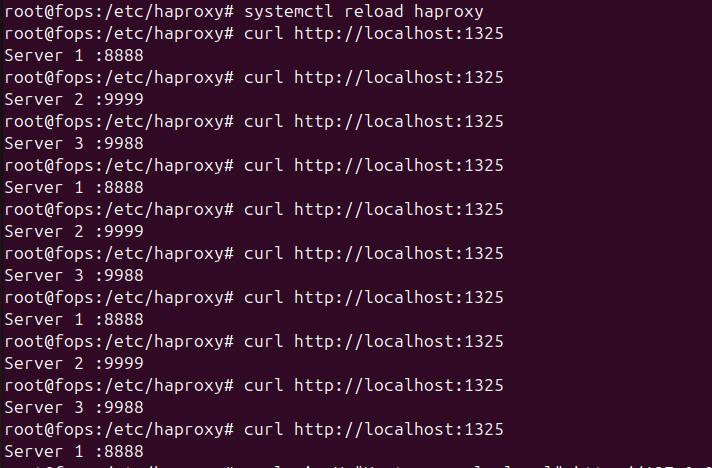 root@fops:/etc/haproxy# systemctl reload haproxy
root@fops:/etc/haproxy# curl http://localhost:1325
Server 1 :8888
root@fops:/etc/haproxy# curl http://localhost:1325
Server 2 :9999
root@fops:/etc/haproxy# curl http://localhost:1325
Server 3 :9988
root@fops:/etc/haproxy# curl http://localhost:1325
Server 1 :8888
root@fops:/etc/haproxy# curl http://localhost:1325
Server 2 :9999
root@fops:/etc/haproxy# curl http://localhost:1325
Server 3 :9988
root@fops:/etc/haproxy# curl http://localhost:1325
Server 1 :8888
root@fops:/etc/haproxy# curl http://localhost:1325
Server 2 :9999
root@fops:/etc/haproxy# curl http://localhost:1325
Server 3 :9988
root@fops:/etc/haproxy# curl http://localhost:1325
Server 1 :8888